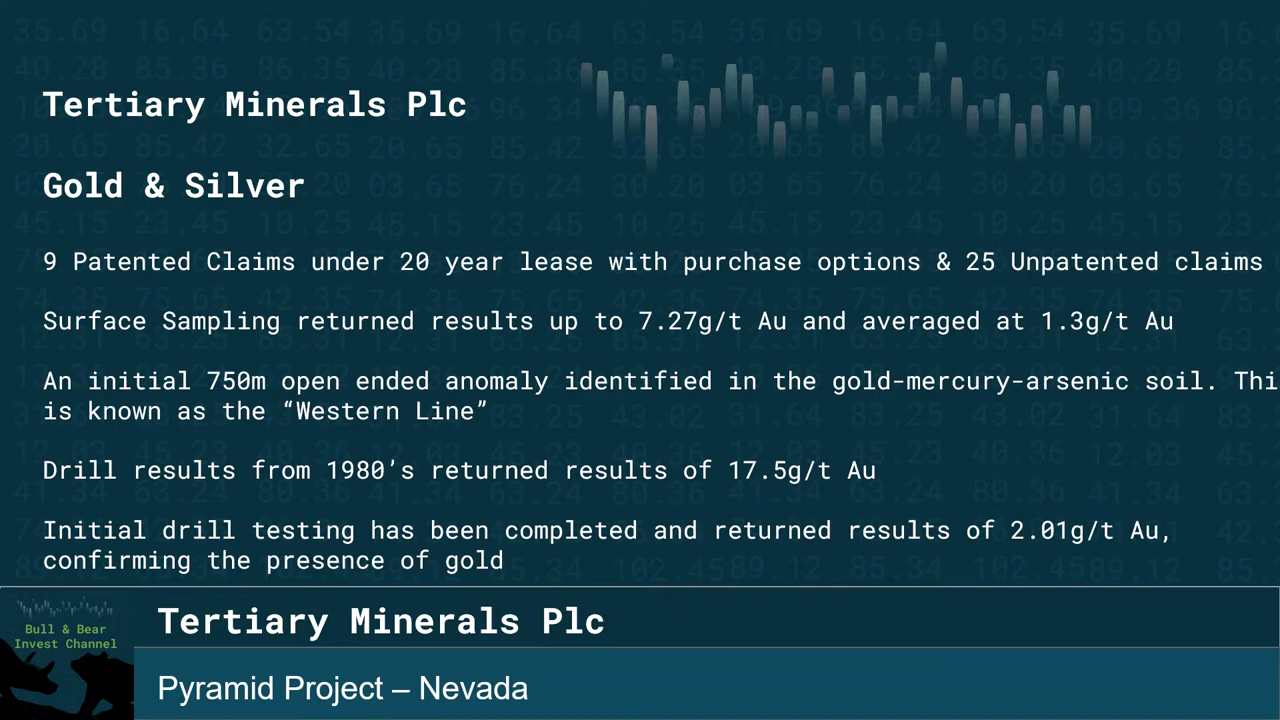 Tertiary Minerals Plc
Gold & Silver
9 Patented Claims under 20 year lease with purchase options & 25 Unpatented claims
Surface Sampling returned results up to 7.27g/t Au and averaged at 1.3g/t Au
An initial 750m open ended anomaly identified in the gold-mercury-arsenic soil. Thi
is known as the “Western Line”
Drill results from 1980’s returned results of 17.5g/t Au
Initial drill testing has been completed and returned results of 2.01g/t Au,
confirming the presence of gold
Bull & Bear
Invest Channel
Tertiary Minerals Plc
Pyramid Project – Nevada